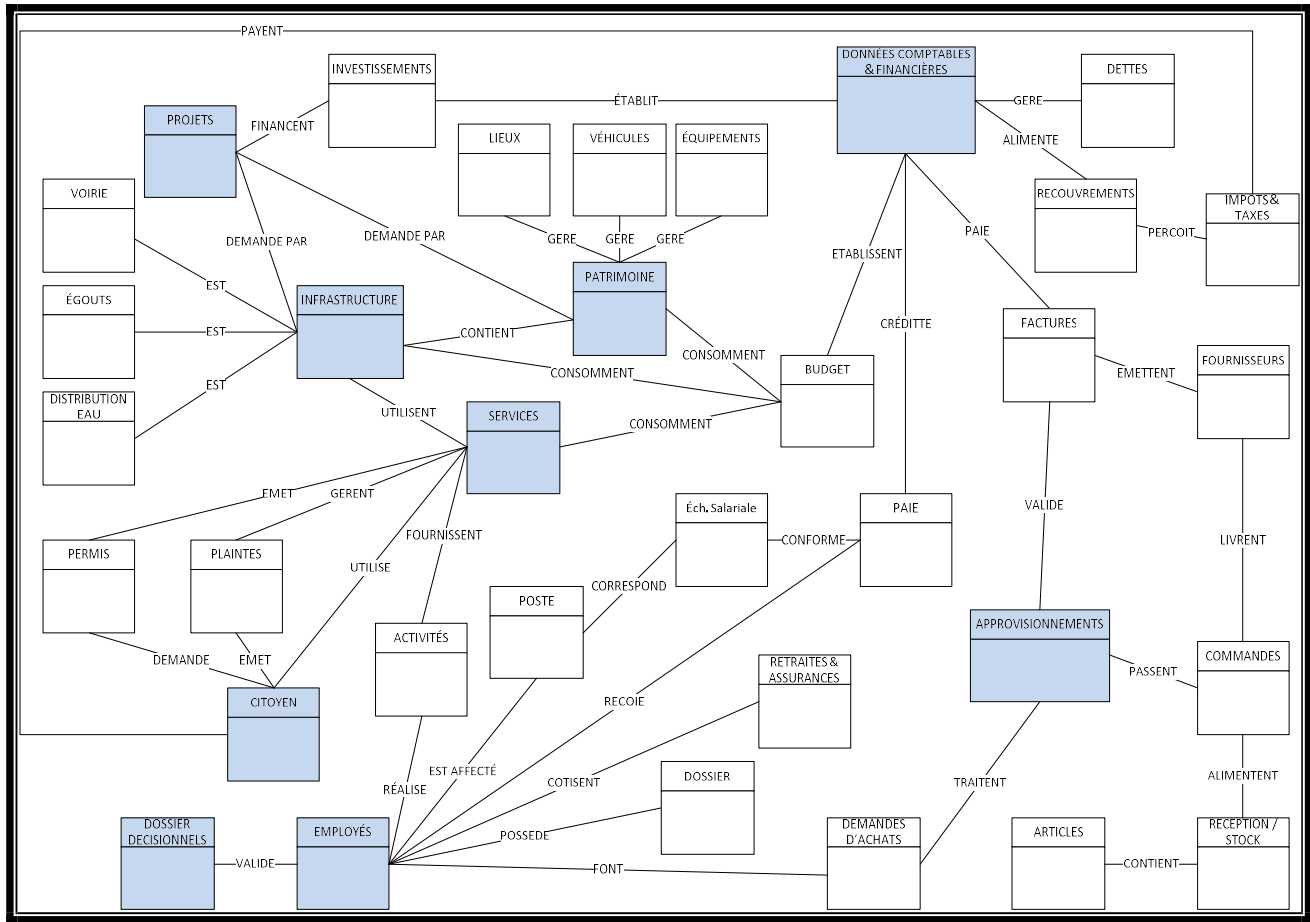 PAYENT
DONNÉES COMPTABLES
& FINANCIÈRES
INVESTISSEMENTS
DETTES
ÉTABLIT
GERE
PROJETS
FINANCENT
LIEUX
VÉHICULES
ÉQUIPEMENTS
ALIMENTE
VOIRIE
RECOUVREMENTS
IMPÔTS &
TAXES
DEMANDE PAR
DEMANDE PAR
GERE
GERE
GERE
PERCOIT
PAIE
ETABLISSENT
PATRIMOINE
EST
ÉGOUTS
INFRASTRUCTURE
EST
CONTIENT
CRÉDITTE
FACTURES
CONSOMMENT
FOURNISSEURS
CONSOMMENT
BUDGET
EMETTENT
EST
DISTRIBUTION
EAU
UTILISENT
SERVICES
CONSOMMENT
EMET
GERENT
Éch. Salariale
PAIE
VALIDE
FOURNISSENT
CONFORME
LIVRENT
PERMIS
PLAINTES
UTILISE
CORRESPOND
POSTE
APPROVISIONNEMENTS
ACTIVITÉS
DEMANDE
EMET
RETRAITES &
ASSURANCES
COMMANDES
PASSENT
CITOYEN
RECOIE
EST AFFECTÉ
COTISENT
DOSSIER
TRAITENT
ALIMENTENT
RÉALISE
DOSSIER
DECISIONNELS
EMPLOYÉS
POSSEDE
DEMANDES
D'ACHATS
ARTICLES
RECEPTION /
STOCK
VALIDE
FONT
CONTIENT